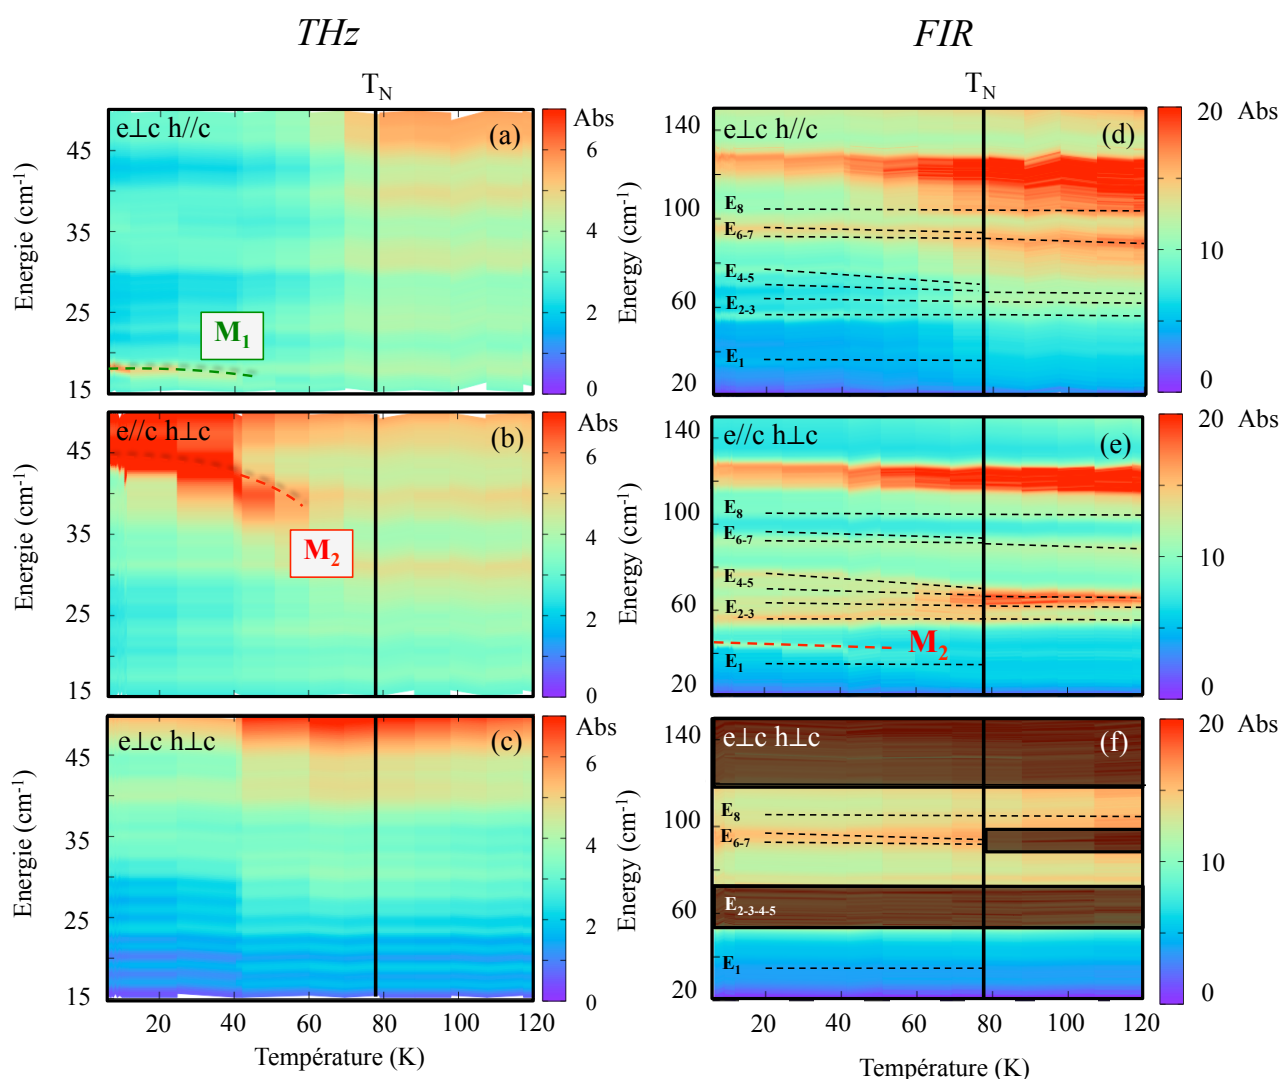 THz
FIR
T_N
T_N
e⊥c h//c
(a)
Abs
6
4
2
0
45
35
25
15
Energie (cm-1)
M1
e//c h⊥c
(b)
Abs
6
4
2
0
45
35
25
15
Energie (cm-1)
M2
e⊥c h⊥c
(c)
Abs
6
4
2
0
45
35
25
15
Energie (cm-1)
20 40 60 80 100 120
Température (K)
e⊥c h//c
(d)
20 Abs
10
0
140
100
60
20
Energy (cm-1)
E8
E6-7
E4-5
E2-3
E1
e//c h⊥c
(e)
20 Abs
10
0
140
100
60
20
Energy (cm-1)
E8
E6-7
E4-5
E2-3
M2
E1
e⊥c h⊥c
(f)
20 Abs
10
0
140
100
60
20
Energy (cm-1)
E8
E6-7
E2-3-4-5
E1
20 40 60 80 100 120
Température (K)